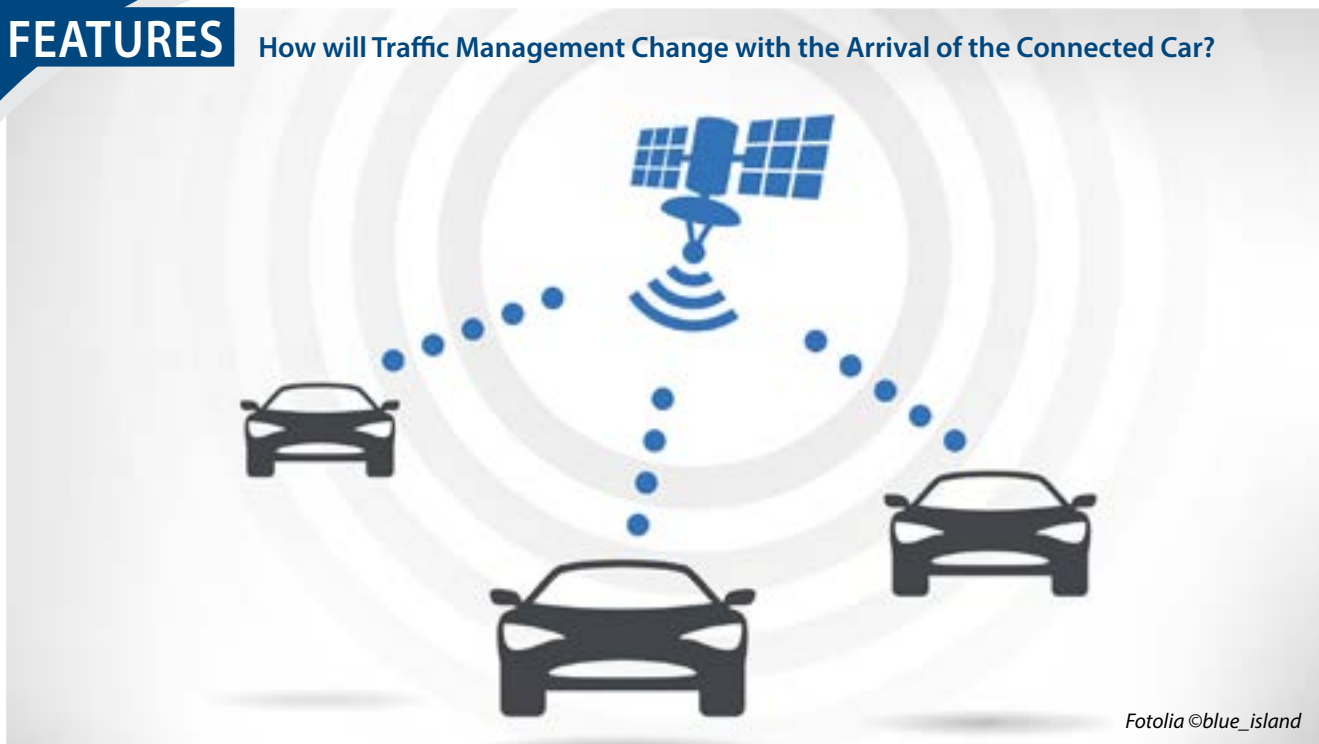 FEATURES How will Traffic Management Change with the Arrival of the Connected Car?
Fotolia ©blue_island